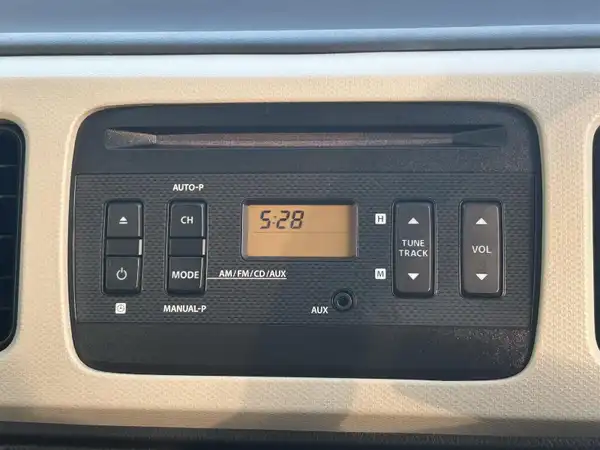 AUTO-P
CH
5:28
H
TUNE
TRACK
VOL
MODE
AM/FM/CD/AUX
M
MANUAL-P
AUX